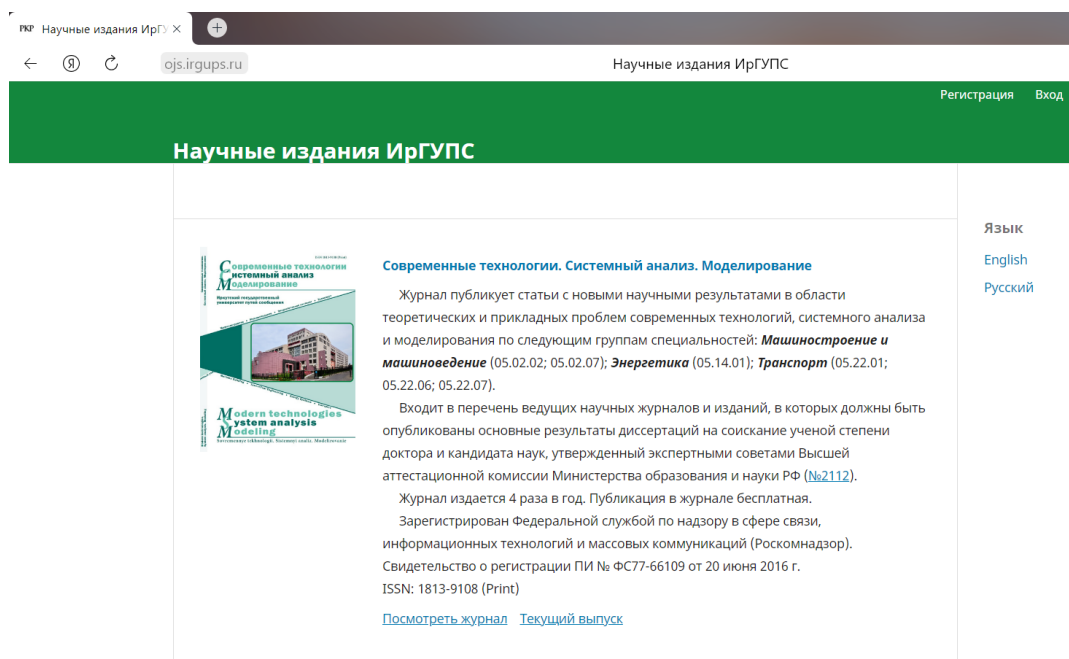 PKP Научные издания ИрГУ
ojs.irgups.ru
Научные издания ИрГУПС
Регистрация Вход
Научные издания ИрГУПС
Язык
English
Русский
Современные технологии
Системный анализ
Моделирование
Иркутский государственный
университет путей сообщения
Modern technologies
System analysis
Modeling
Современные технологии. Системный анализ. Моделирование
Журнал публикует статьи с новыми научными результатами в области
теоретических и прикладных проблем современных технологий, системного анализа
и моделирования по следующим группам специальностей: Машиностроение и
машиноведение (05.02.02; 05.02.07); Энергетика (05.14.01); Транспорт (05.22.01;
05.22.06; 05.22.07).
Входит в перечень ведущих научных журналов и изданий, в которых должны быть
опубликованы основные результаты диссертаций на соискание ученой степени
доктора и кандидата наук, утвержденный экспертными советами Высшей
аттестационной комиссии Министерства образования и науки РФ (№2112).
Журнал издается 4 раза в год. Публикация в журнале бесплатная.
Зарегистрирован Федеральной службой по надзору в сфере связи,
информационных технологий и массовых коммуникаций (Роскомнадзор).
Свидетельство о регистрации ПИ № ФС77-66109 от 20 июня 2016 г.
ISSN: 1813-9108 (Print)
Посмотреть журнал Текущий выпуск